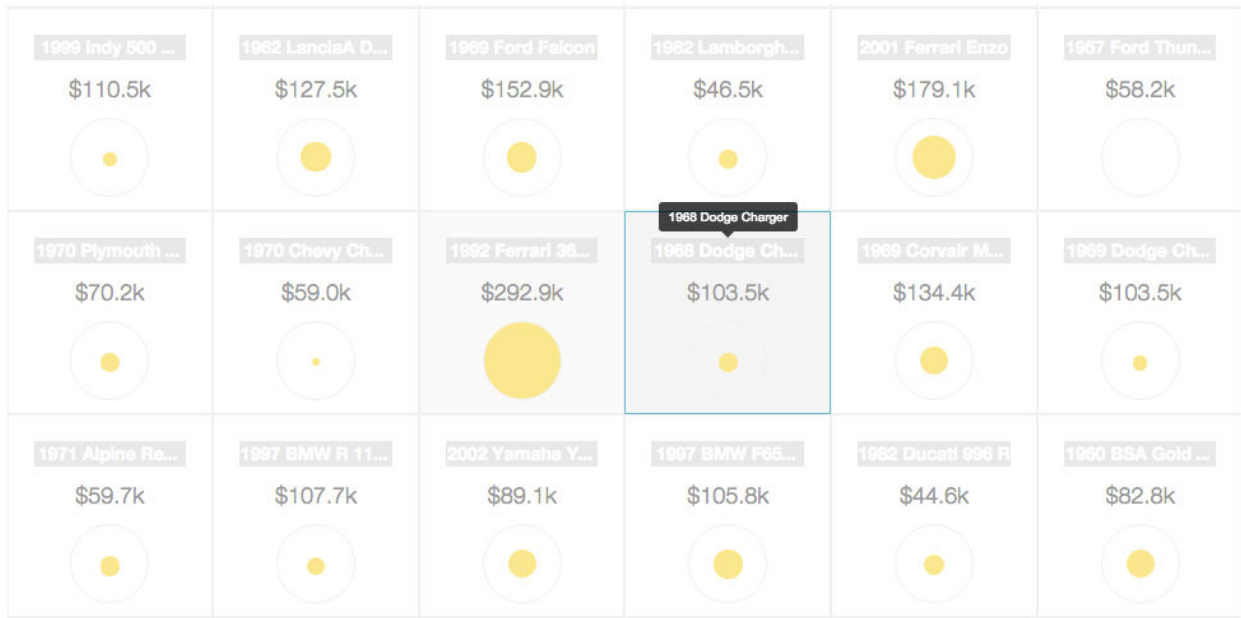 1999 Indy 500 ... 1962 LanciaA D... 1969 Ford Falcon 1982 Lamborgh... 2001 Ferrari Enzo 1957 Ford Thun...
$110.5k $127.5k $152.9k $46.5k $179.1k $58.2k
1968 Dodge Charger
1970 Plymouth ... 1970 Chevy Ch... 1992 Ferrari 36... 1968 Dodge Ch... 1969 Corvair M... 1969 Dodge Ch...
$70.2k $59.0k $292.9k $103.5k $134.4k $103.5k
1971 Alpine Re... 1997 BMW R 11... 2002 Yamaha Y... 1997 BMW F65... 1982 Ducati 996 R 1960 BSA Gold ...
$59.7k $107.7k $89.1k $105.8k $44.6k $82.8k